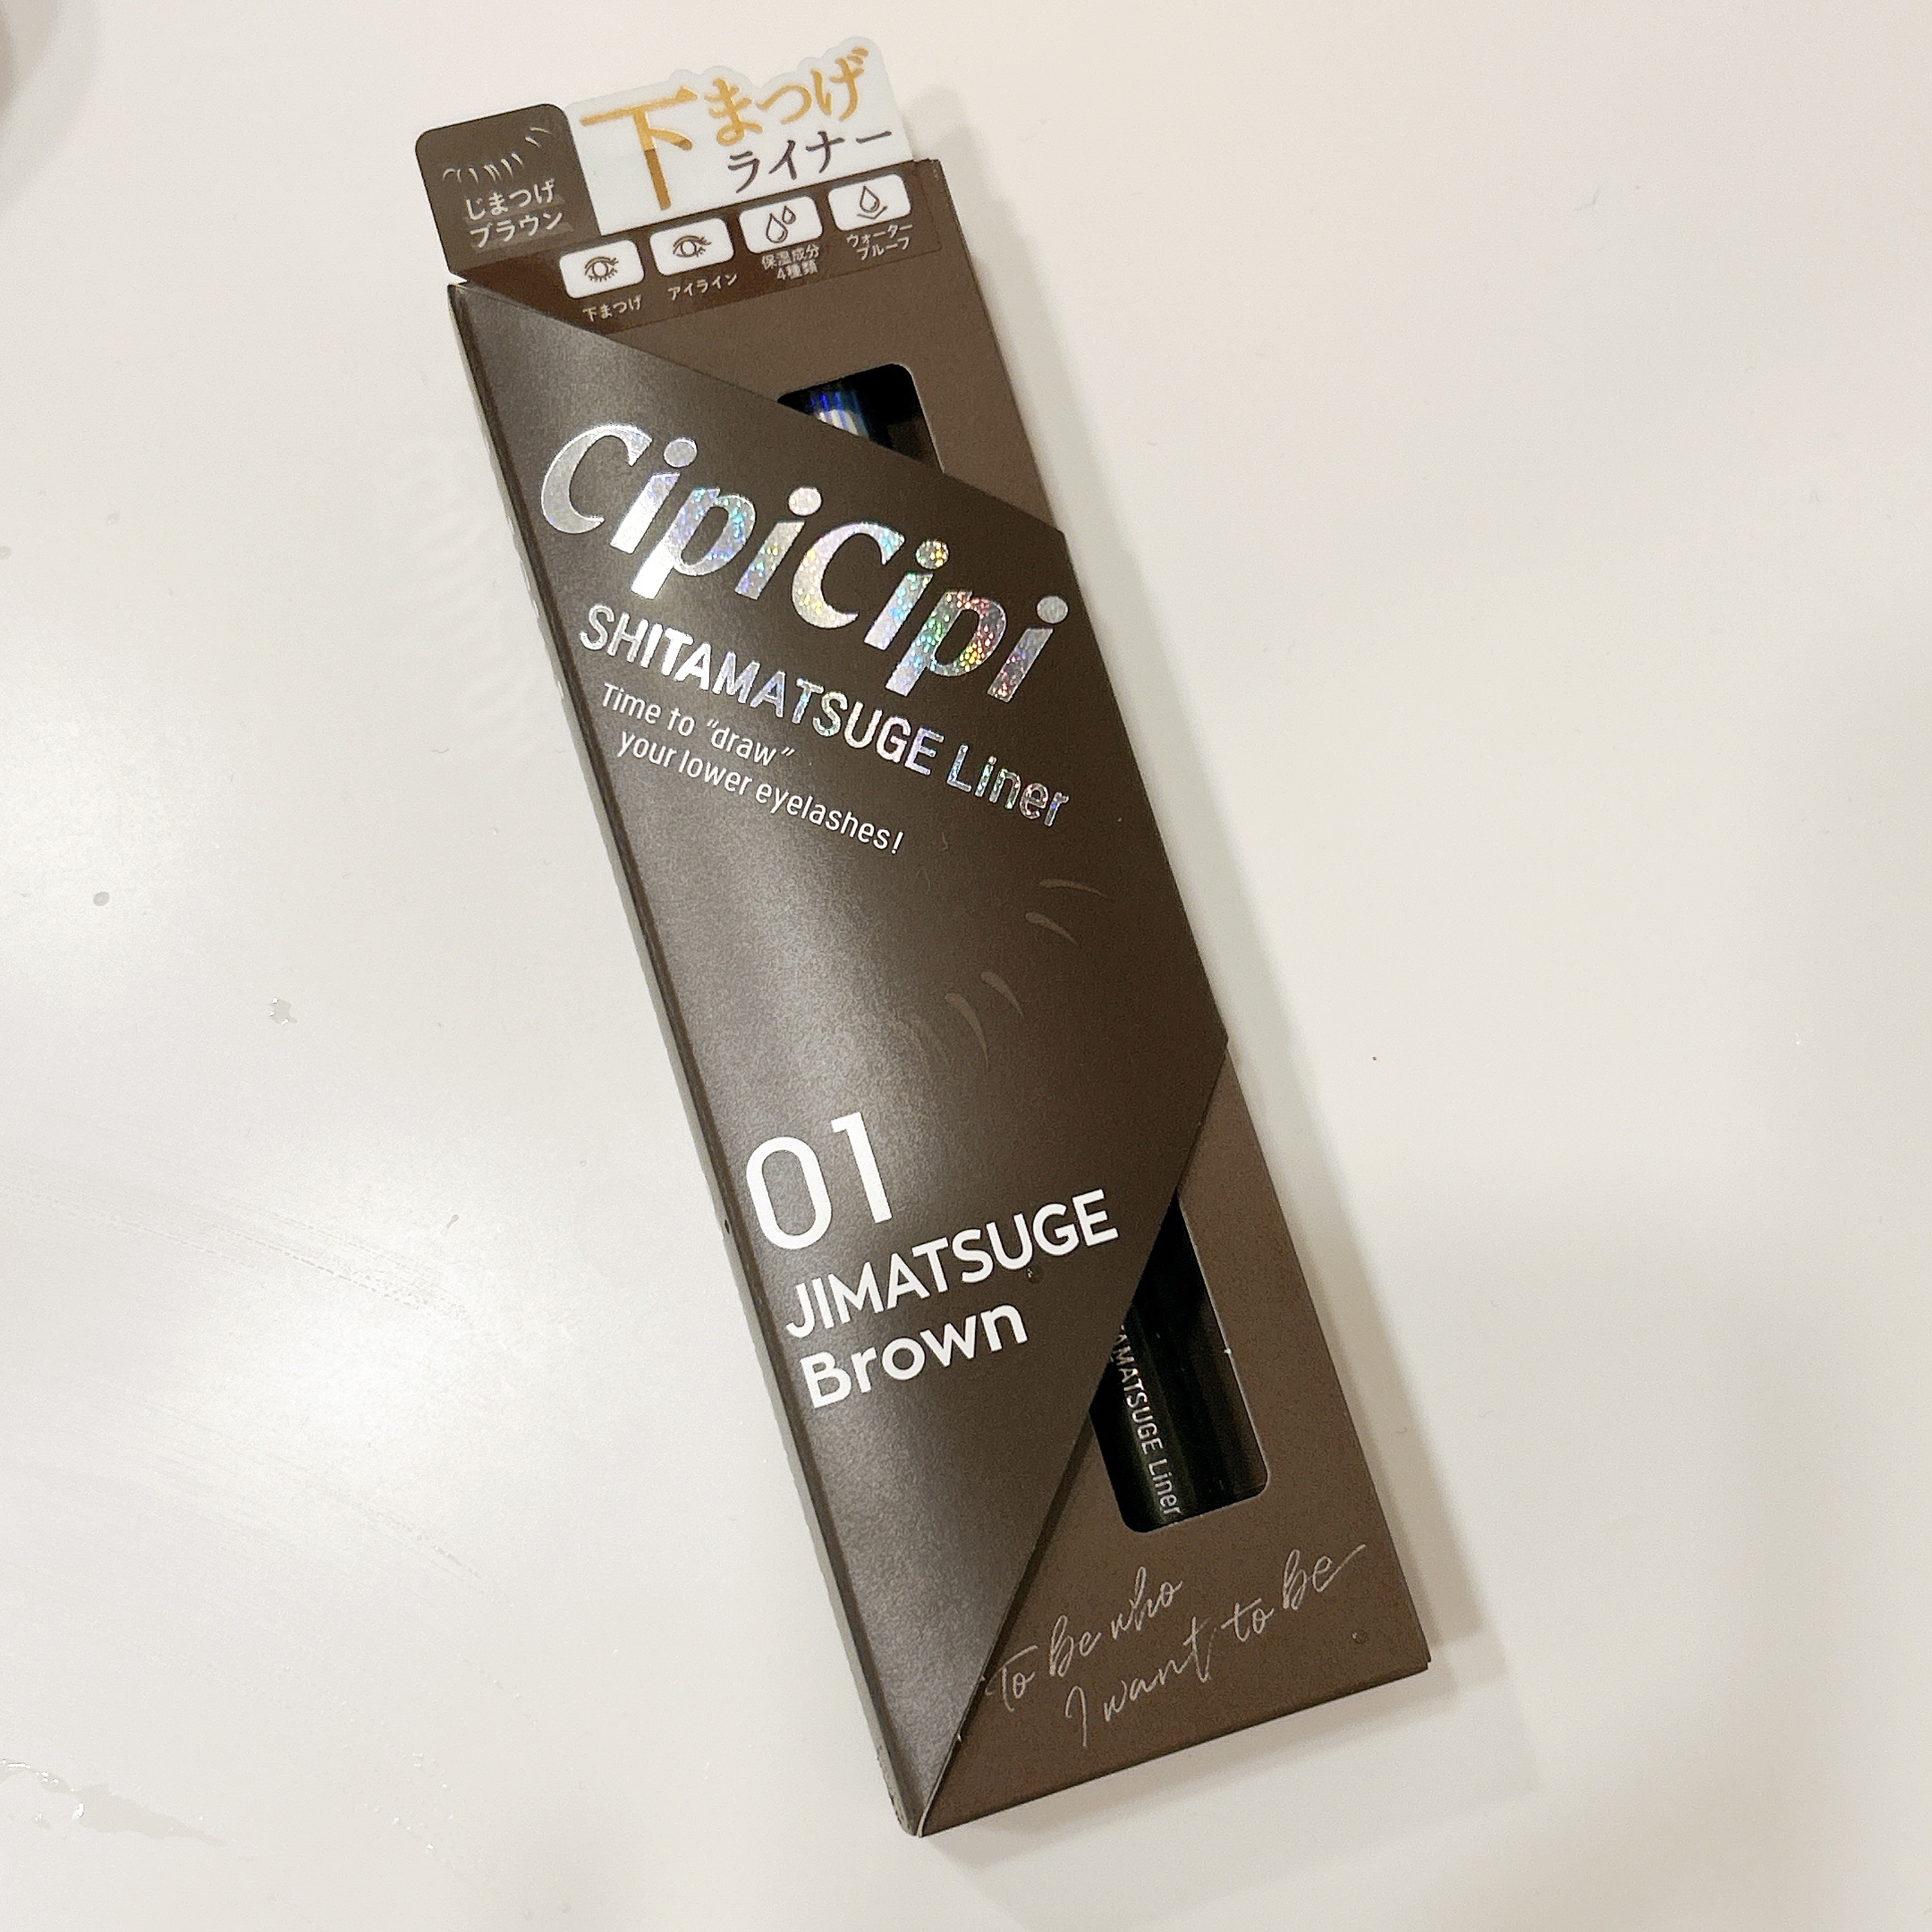 下まつげ
ライナー
じまつげ
ブラウン
下まつげ
アイライン
保湿成分
4種類
ウォーター
プルーフ
CipiCipi
SHITAMATSUGE Liner
Time to “draw”
your lower eyelashes!
01
JIMATSUGE
Brown
AMATSUGE Liner
To be who
I want to be